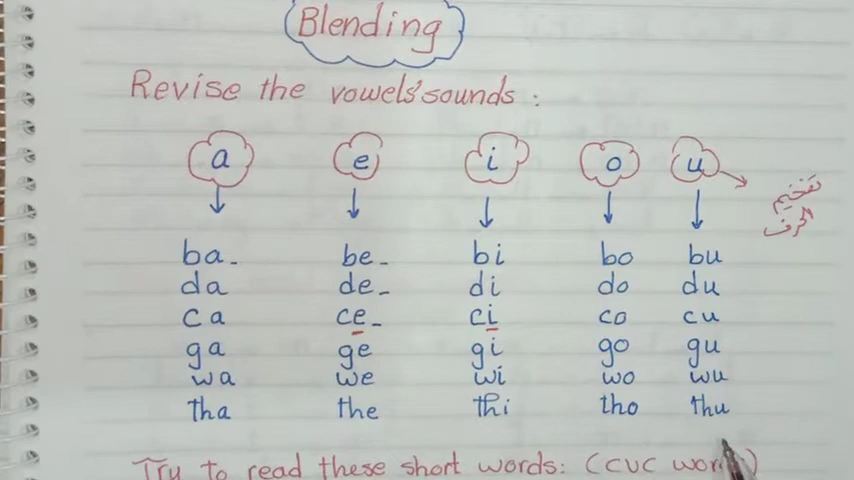 Blending
Revise the vowels' sounds :
a e i o u
تفخيم
الحرف
ba- be- bi bo bu
da de- di do du
ca ce- ci co cu
ga ge gi go gu
wa we wi wo wu
tha the thi tho thu
Try to read these short words: (CVC words)